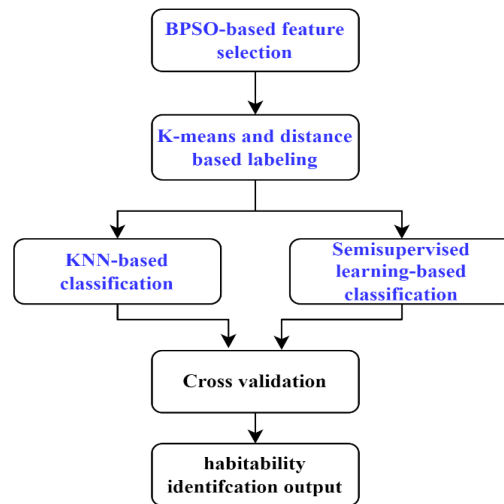 BPSO-based feature
selection
K-means and distance
based labeling
KNN-based
classification
Semisupervised
learning-based
classification
Cross validation
habitability
identifcation output